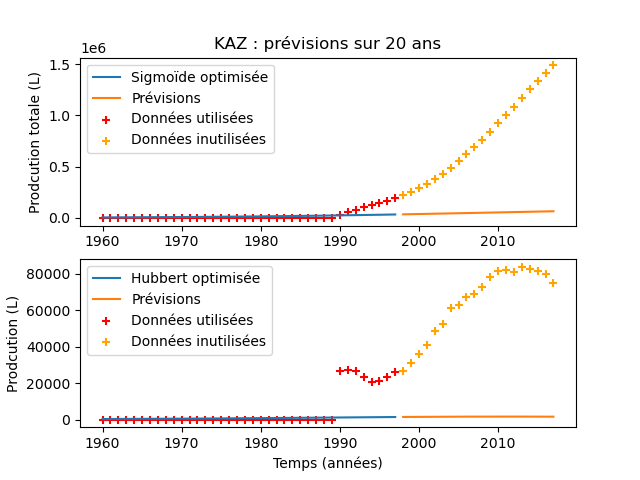 KAZ : prévisions sur 20 ans
1e6
1.5
1.0
0.5
0.0
Prodcution totale (L)
Sigmoïde optimisée
Prévisions
Données utilisées
Données inutilisées
1960 1970 1980 1990 2000 2010
80000
60000
40000
20000
0
Prodcution (L)
Hubbert optimisée
Prévisions
Données utilisées
Données inutilisées
1960 1970 1980 1990 2000 2010
Temps (années)